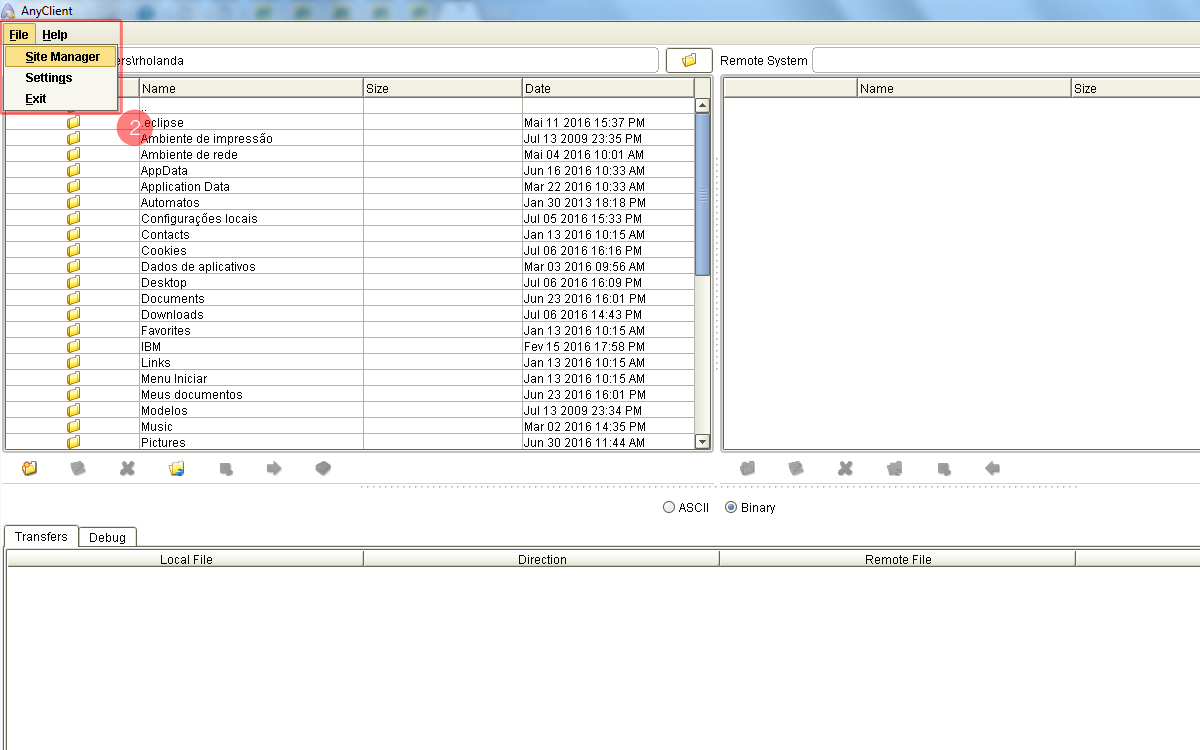 AnyClient
File Help
Site Manager
Settings
Exit
ers\rholanda
Remote System
Name Size Date
Name Size
..
2
.eclipse Mai 11 2016 15:37 PM
Ambiente de impressão Jul 13 2009 23:35 PM
Ambiente de rede Mai 04 2016 10:01 AM
AppData Jun 16 2016 10:33 AM
Application Data Mar 22 2016 10:33 AM
Automatos Jan 30 2013 18:18 PM
Configurações locais Jul 05 2016 15:33 PM
Contacts Jan 13 2016 10:15 AM
Cookies Jul 06 2016 16:16 PM
Dados de aplicativos Mar 03 2016 09:56 AM
Desktop Jul 06 2016 16:09 PM
Documents Jun 23 2016 16:01 PM
Downloads Jul 06 2016 14:43 PM
Favorites Jan 13 2016 10:15 AM
IBM Fev 15 2016 17:58 PM
Links Jan 13 2016 10:15 AM
Menu Iniciar Jan 13 2016 10:15 AM
Meus documentos Jun 23 2016 16:01 PM
Modelos Jul 13 2009 23:34 PM
Music Mar 02 2016 14:35 PM
Pictures Jun 30 2016 11:44 AM
ASCII Binary
Transfers Debug
Local File Direction Remote File